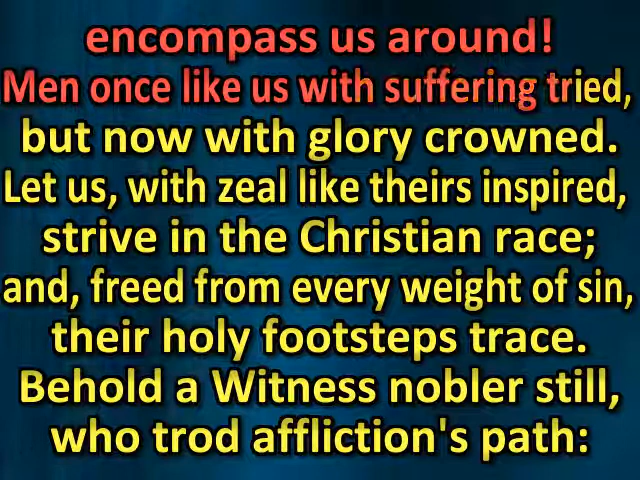 encompass us around!
Men once like us with suffering tried,
but now with glory crowned.
Let us, with zeal like theirs inspired,
strive in the Christian race;
and, freed from every weight of sin,
their holy footsteps trace.
Behold a Witness nobler still,
who trod affliction's path: